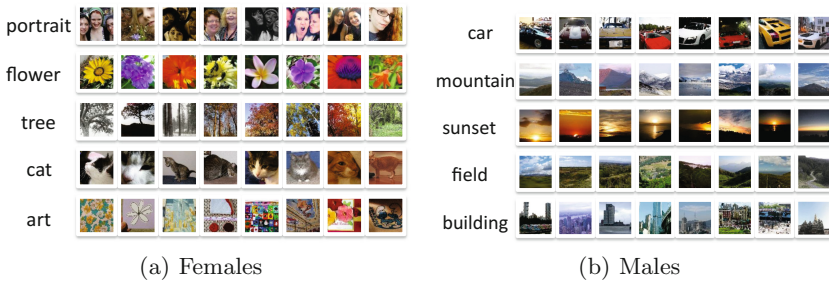 portrait
flower
tree
cat
art
(a) Females
car
mountain
sunset
field
building
(b) Males